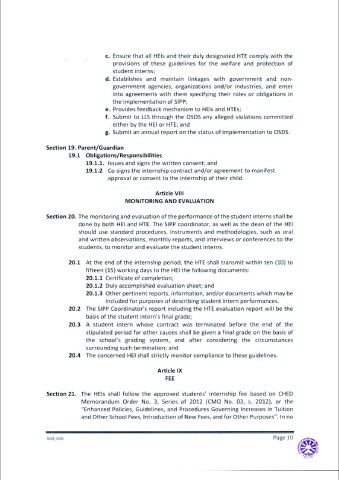 c. Ensure that all HEIs and their duly designated HTE comply with the
provisions of these guidelines for the welfare and protection of
student interns;
d. Establishes and maintain linkages with government and non-
government agencies, organizations and/or industries, and enter
into agreements with them specifying their roles or obligations in
the implementation of SIPP;
e. Provides feedback mechanism to HEIs and HTEs;
f. Submit to LLS through the OSDS any alleged violations committed
either by the HEI or HTE; and
g. Submit an annual report on the status of implementation to OSDS.
Section 19. Parent/Guardian
19.1 Obligations/Responsibilities
19.1.1. Issues and signs the written consent; and
19.1.2 Co-signs the internship contract and/or agreement to manifest
approval or consent to the internship of their child.
Article VIII
MONITORING AND EVALUATION
Section 20. The monitoring and evaluation of the performance of the student interns shall be
done by both HEI and HTE. The SIPP coordinator, as well as the dean of the HEI
should use standard procedures, instruments and methodologies, such as oral
and written observations, monthly reports, and interviews or conferences to the
students, to monitor and evaluate the student interns.
20.1 At the end of the internship period, the HTE shall transmit within ten (10) to
fifteen (15) working days to the HEI the following documents:
20.1.1 Certificate of completion;
20.1.2 Duly accomplished evaluation sheet; and
20.1.3 Other pertinent reports, information, and/or documents which may be
included for purposes of describing student intern performances.
20.2 The SIPP Coordinator's report including the HTE evaluation report will be the
basis of the student intern's final grade;
20.3 A student intern whose contract was terminated before the end of the
stipulated period for other causes shall be given a final grade on the basis of
the school's grading system, and after considering the circumstances
surrounding such termination; and
20.4 The concerned HEI shall strictly monitor compliance to these guidelines.
Article IX
FEE
Section 21. The HEIs shall follow the approved students' internship fee based on CHED
Memorandum Order No. 3, Series of 2012 (CMO No. 03, s. 2012), or the
"Enhanced Policies, Guidelines, and Procedures Governing Increases in Tuition
and Other School Fees, Introduction of New Fees, and for Other Purposes". In no
Page 10